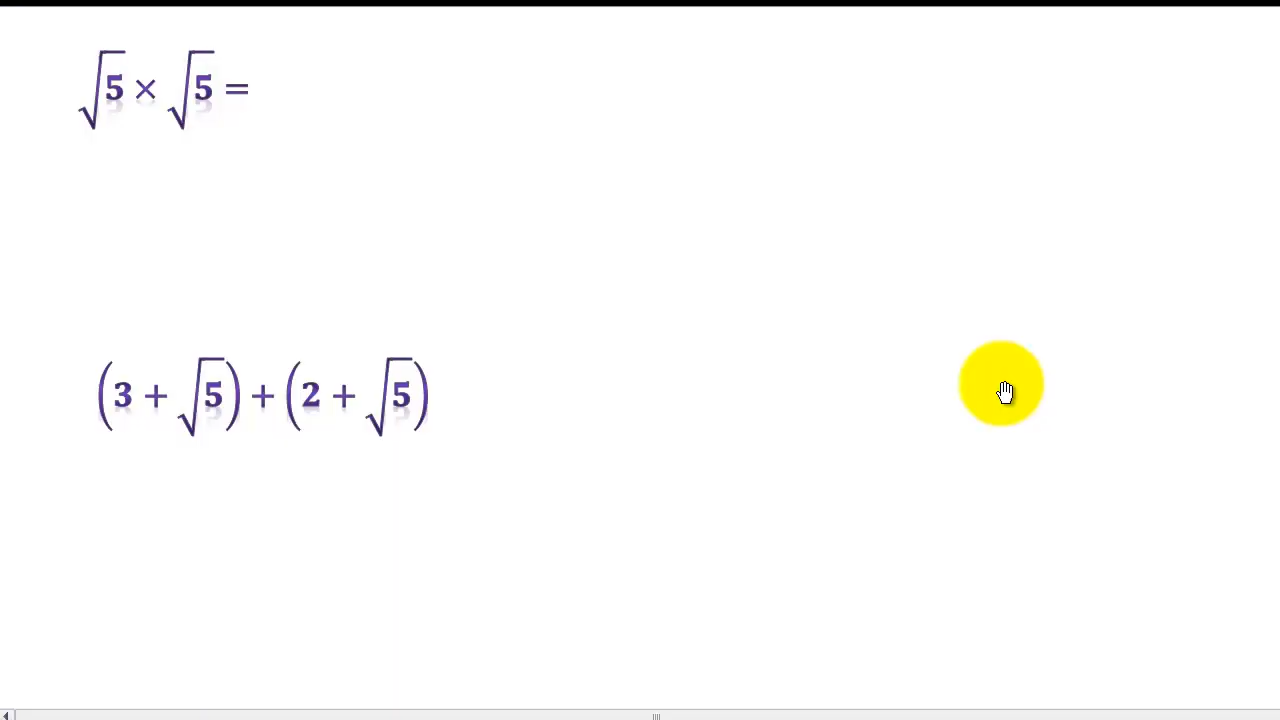 √5 × √5 =
(3 + √5) + (2 + √5)